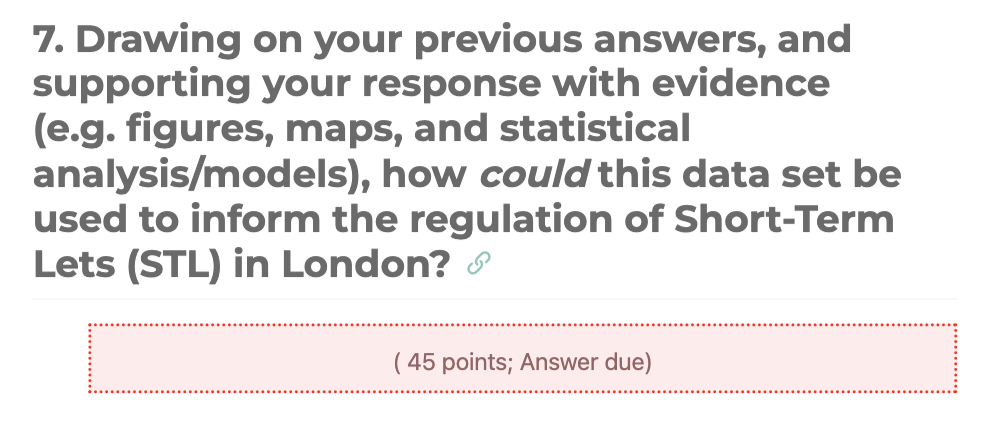 7. Drawing on your previous answers, and
supporting your response with evidence
(e.g. figures, maps, and statistical
analysis/models), how could this data set be
used to inform the regulation of Short-Term
Lets (STL) in London?
( 45 points; Answer due)